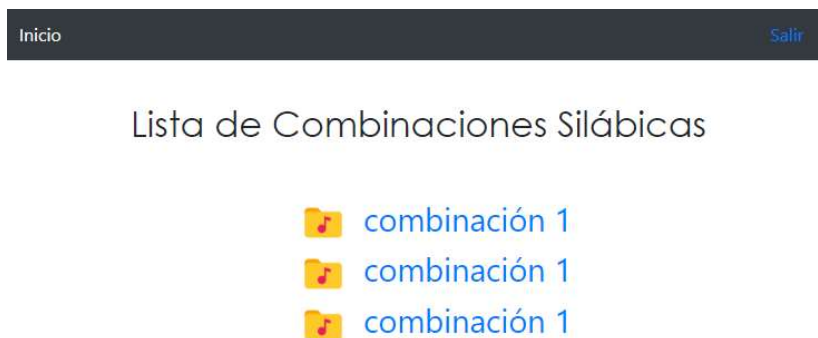 Inicio Salir
Lista de Combinaciones Silábicas
combinación 1
combinación 1
combinación 1